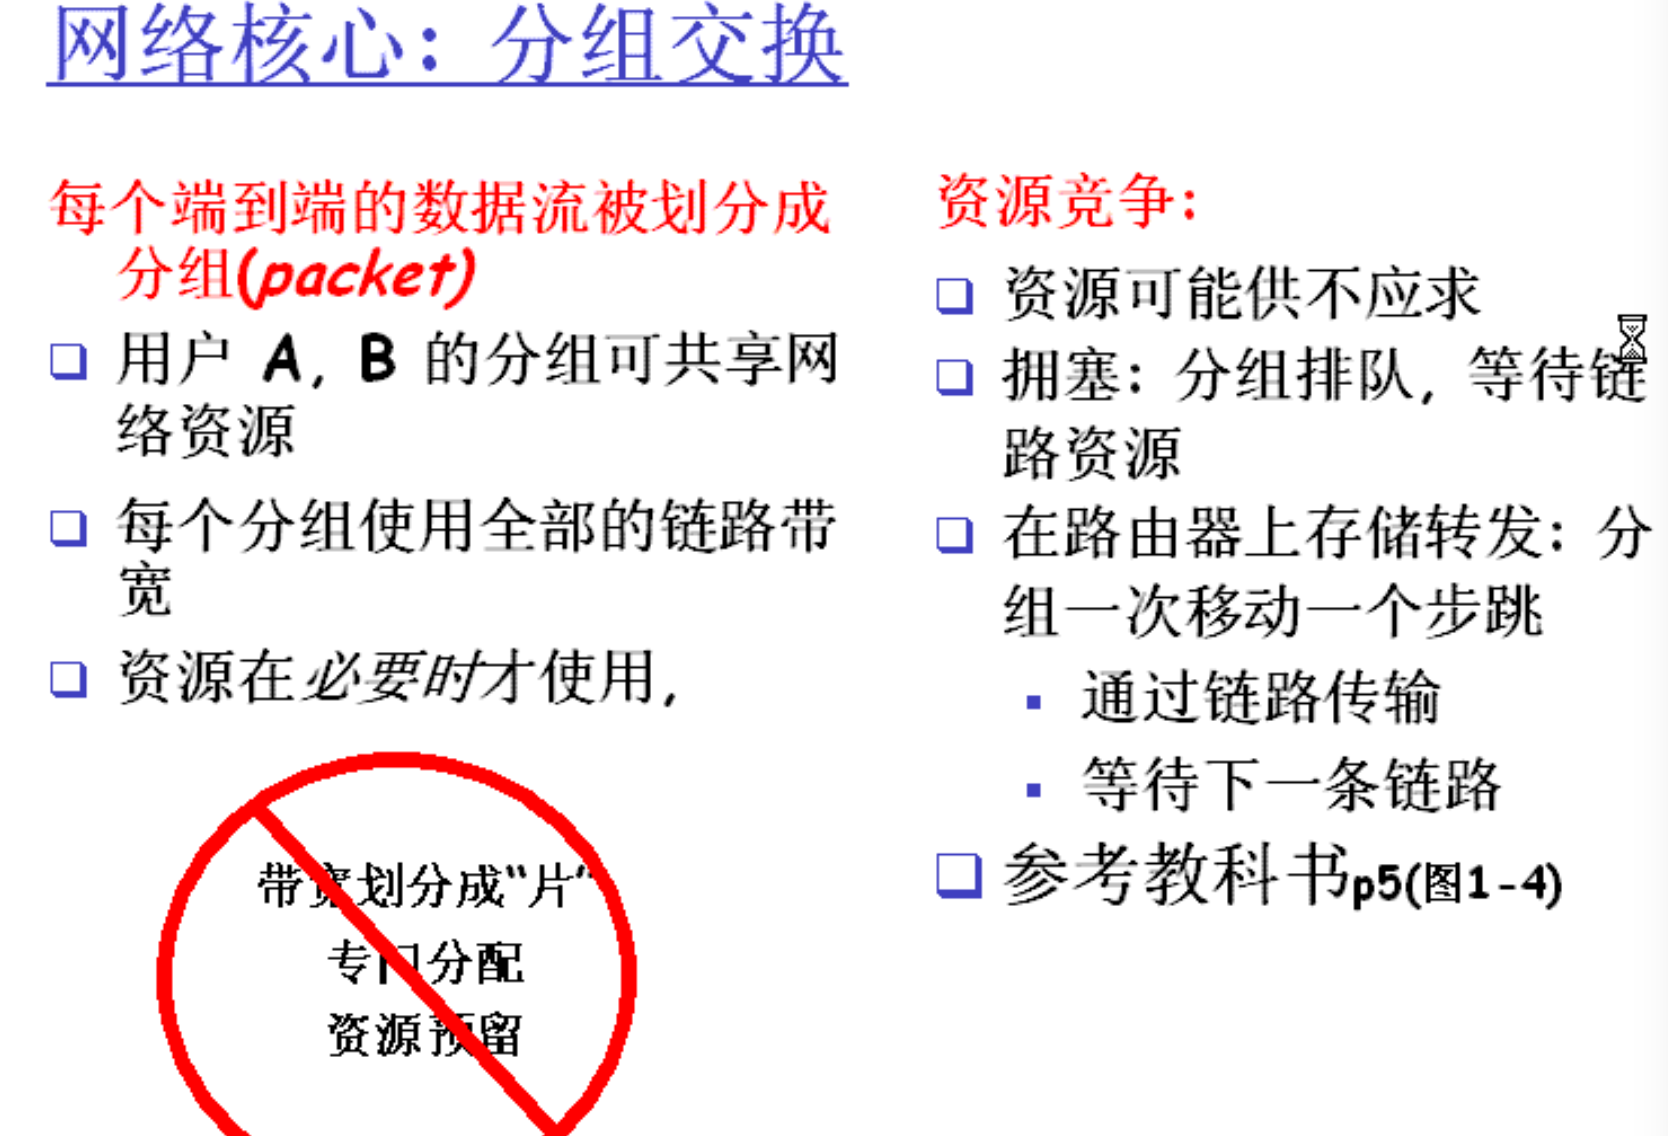 网络核心：分组交换
每个端到端的数据流被划分成
分组(packet)
用户 A, B 的分组可共享网
络资源
每个分组使用全部的链路带
宽
资源在必要时才使用，
带宽划分成“片”
专门分配
资源预留
资源竞争：
资源可能供不应求
拥塞：分组排队，等待链
路资源
在路由器上存储转发：分
组一次移动一个步跳
通过链路传输
等待下一条链路
参考教科书p5(图1-4)